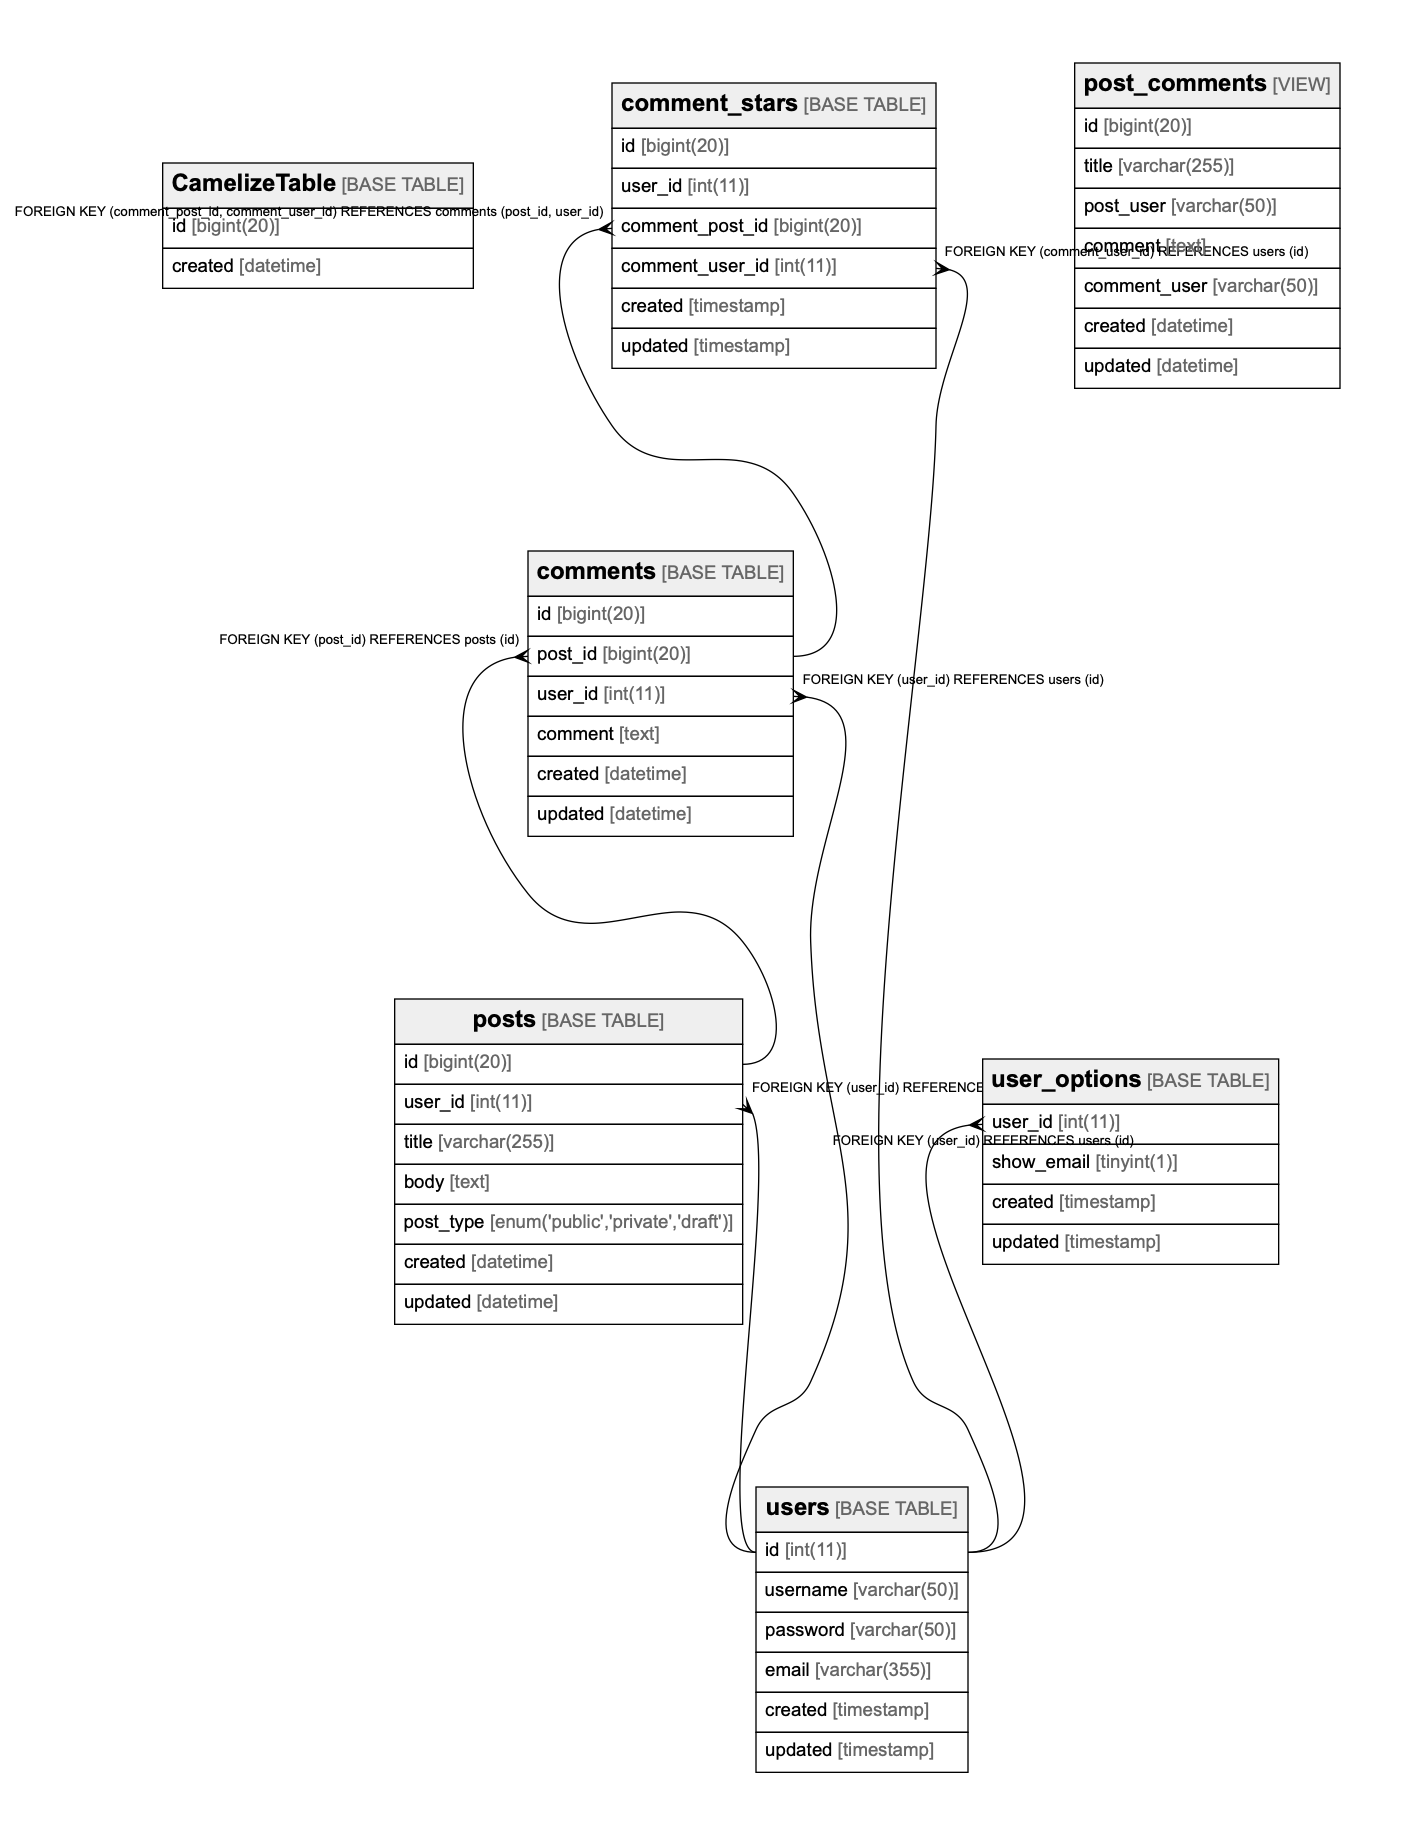 CamelizeTable [BASE TABLE]
id [bigint(20)]
created [datetime]
FOREIGN KEY (comment_post_id, comment_user_id) REFERENCES comments (post_id, user_id)
comment_stars [BASE TABLE]
id [bigint(20)]
user_id [int(11)]
comment_post_id [bigint(20)]
comment_user_id [int(11)]
created [timestamp]
updated [timestamp]
FOREIGN KEY (comment_user_id) REFERENCES users (id)
post_comments [VIEW]
id [bigint(20)]
title [varchar(255)]
post_user [varchar(50)]
comment [text]
comment_user [varchar(50)]
created [datetime]
updated [datetime]
comments [BASE TABLE]
id [bigint(20)]
post_id [bigint(20)]
user_id [int(11)]
comment [text]
created [datetime]
updated [datetime]
FOREIGN KEY (post_id) REFERENCES posts (id)
FOREIGN KEY (user_id) REFERENCES users (id)
posts [BASE TABLE]
id [bigint(20)]
user_id [int(11)]
title [varchar(255)]
body [text]
post_type [enum('public','private','draft')]
created [datetime]
updated [datetime]
FOREIGN KEY (user_id) REFERENCE
user_options [BASE TABLE]
user_id [int(11)]
show_email [tinyint(1)]
created [timestamp]
updated [timestamp]
FOREIGN KEY (user_id) REFERENCES users (id)
users [BASE TABLE]
id [int(11)]
username [varchar(50)]
password [varchar(50)]
email [varchar(355)]
created [timestamp]
updated [timestamp]